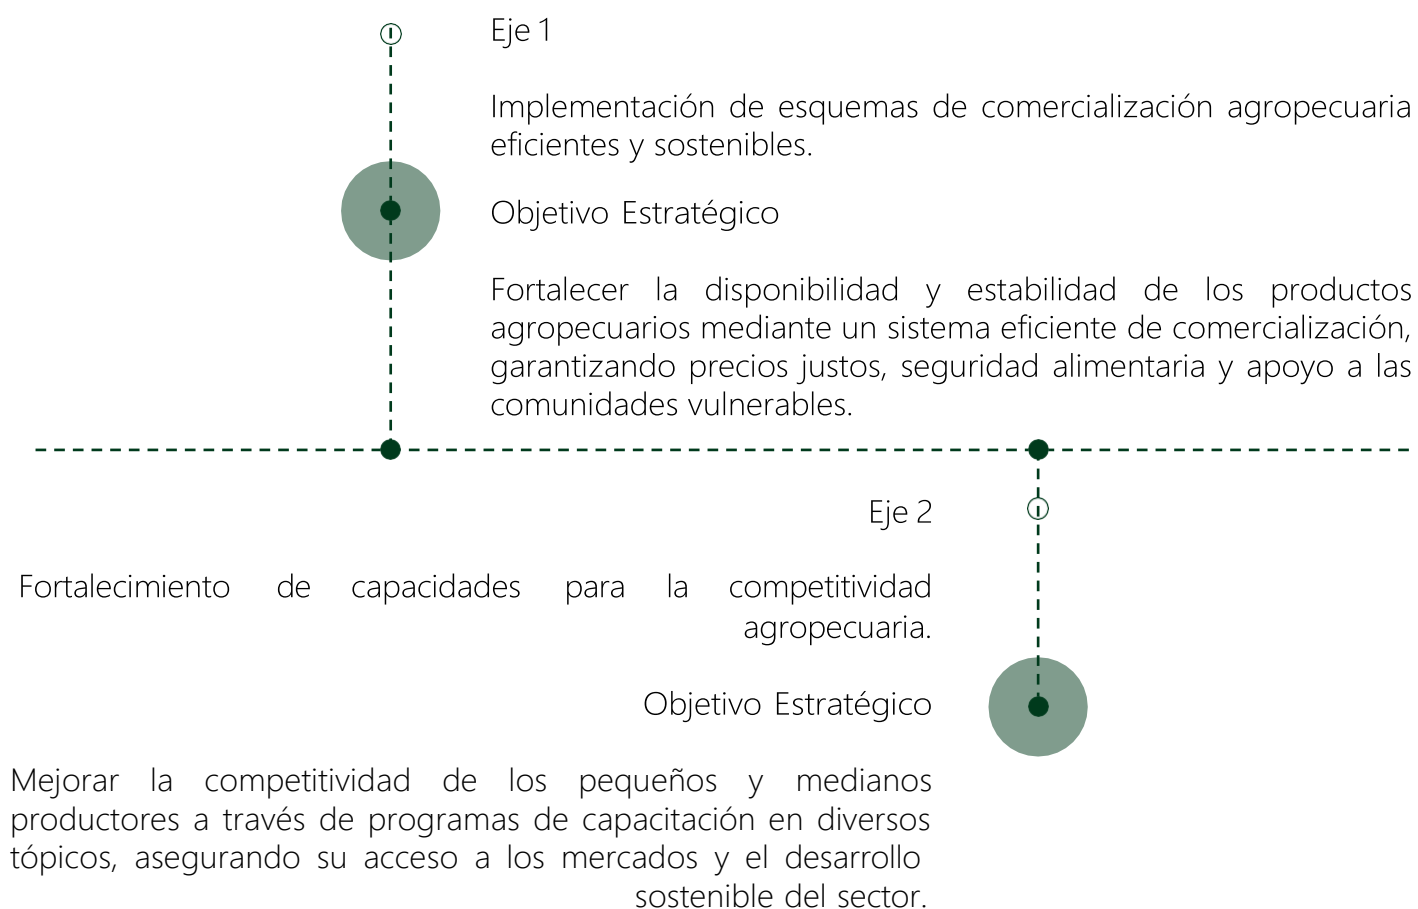 Eje 1
Implementación de esquemas de comercialización agropecuaria
eficientes y sostenibles.
Objetivo Estratégico
Fortalecer la disponibilidad y estabilidad de los productos
agropecuarios mediante un sistema eficiente de comercialización,
garantizando precios justos, seguridad alimentaria y apoyo a las
comunidades vulnerables.
Eje 2
Fortalecimiento de capacidades para la competitividad
agropecuaria.
Objetivo Estratégico
Mejorar la competitividad de los pequeños y medianos
productores a través de programas de capacitación en diversos
tópicos, asegurando su acceso a los mercados y el desarrollo
sostenible del sector.